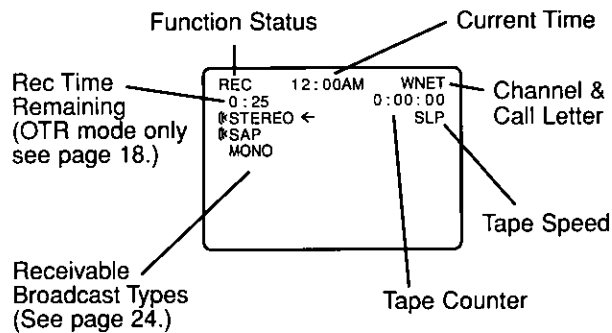 Function Status
Current Time
Rec Time
Remaining
(OTR mode only
see page 18.)
REC 12:00AM WNET
0:25 0:00:00
STEREO ← SLP
SAP
MONO
Channel &
Call Letter
Tape Speed
Receivable
Broadcast Types
(See page 24.)
Tape Counter